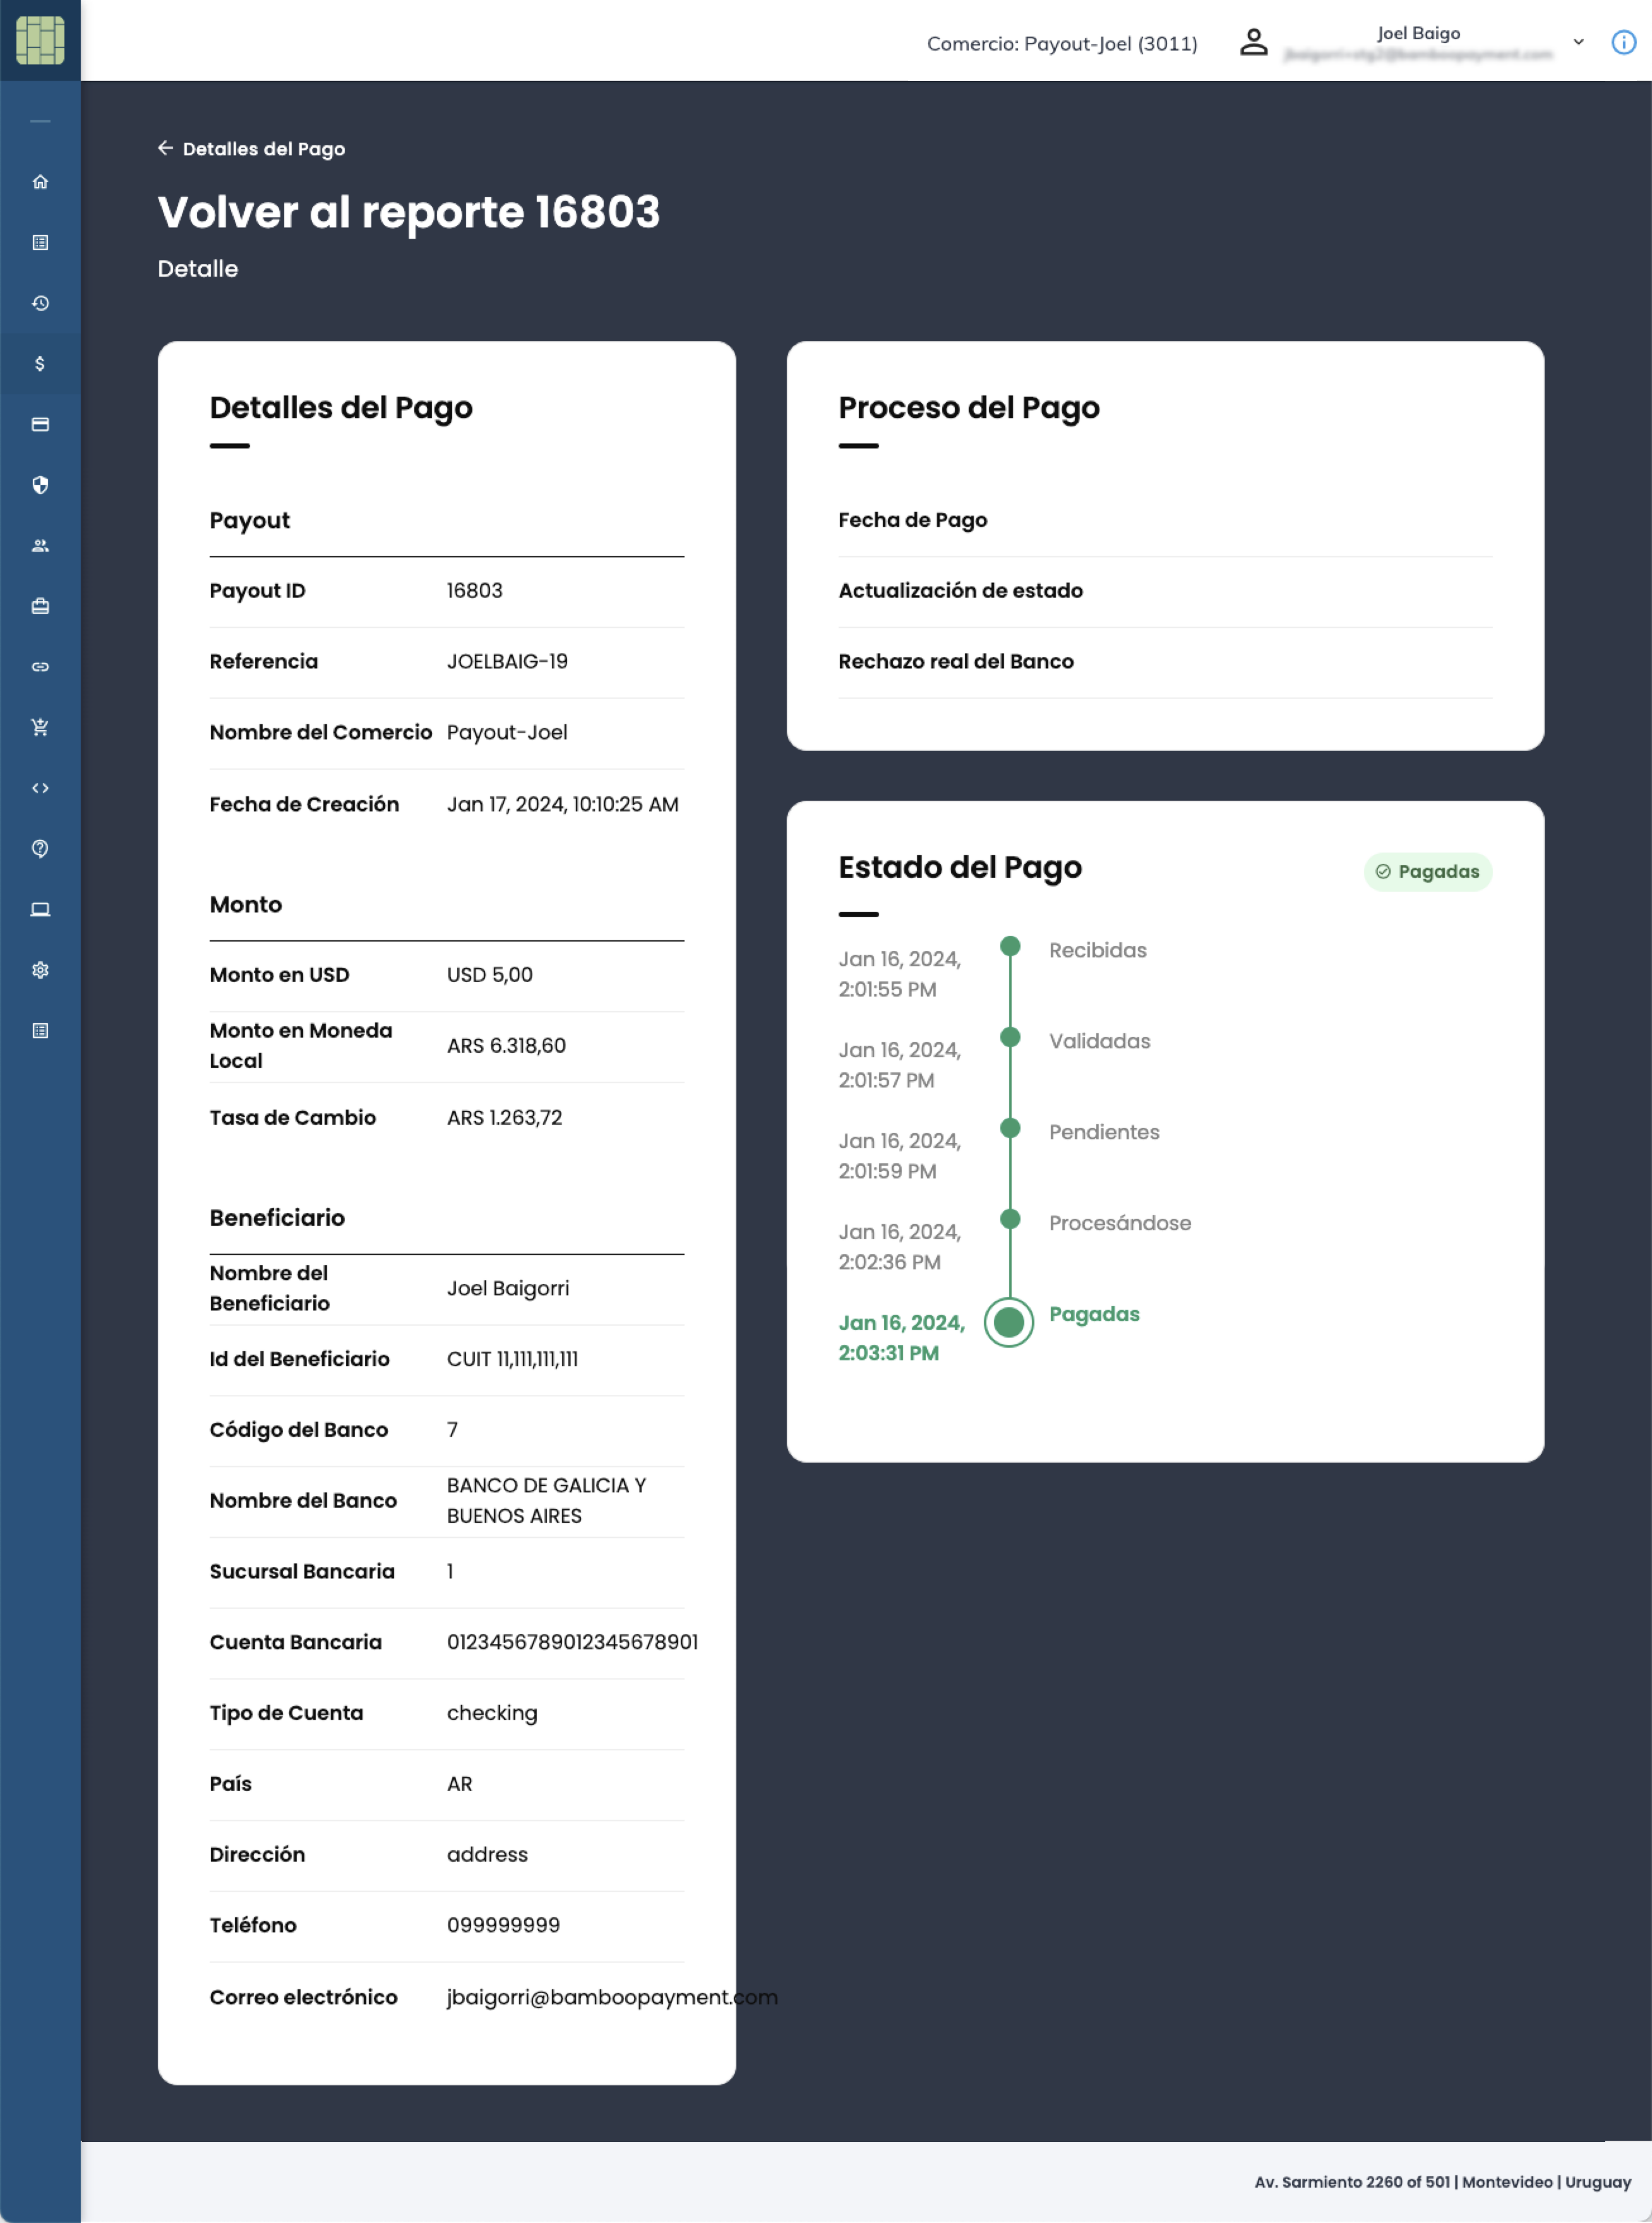 Comercio: Payout-Joel (3011)
Joel Baigo
Detalles del Pago
Volver al reporte 16803
Detalle
Detalles del Pago
Payout
Payout ID 16803
Referencia JOELBAIG-19
Nombre del Comercio Payout-Joel
Fecha de Creación Jan 17, 2024, 10:10:25 AM
Monto
Monto en USD USD 5,00
Monto en Moneda
Local
ARS 6.318,60
Tasa de Cambio ARS 1.263,72
Beneficiario
Nombre del
Beneficiario
Joel Baigorri
Id del Beneficiario CUIT 11,111,111,111
Código del Banco 7
Nombre del Banco
BANCO DE GALICIA Y
BUENOS AIRES
Sucursal Bancaria 1
Cuenta Bancaria 0123456789012345678901
Tipo de Cuenta checking
País AR
Dirección address
Teléfono 099999999
Correo electrónico jbaigorri@bamboopayment.com
Proceso del Pago
Fecha de Pago
Actualización de estado
Rechazo real del Banco
Estado del Pago
Pagadas
Jan 16, 2024,
2:01:55 PM
Recibidas
Jan 16, 2024,
2:01:57 PM
Validadas
Jan 16, 2024,
2:01:59 PM
Pendientes
Jan 16, 2024,
2:02:36 PM
Procesándose
Jan 16, 2024,
2:03:31 PM
Pagadas
Av. Sarmiento 2260 of 501 | Montevideo | Uruguay